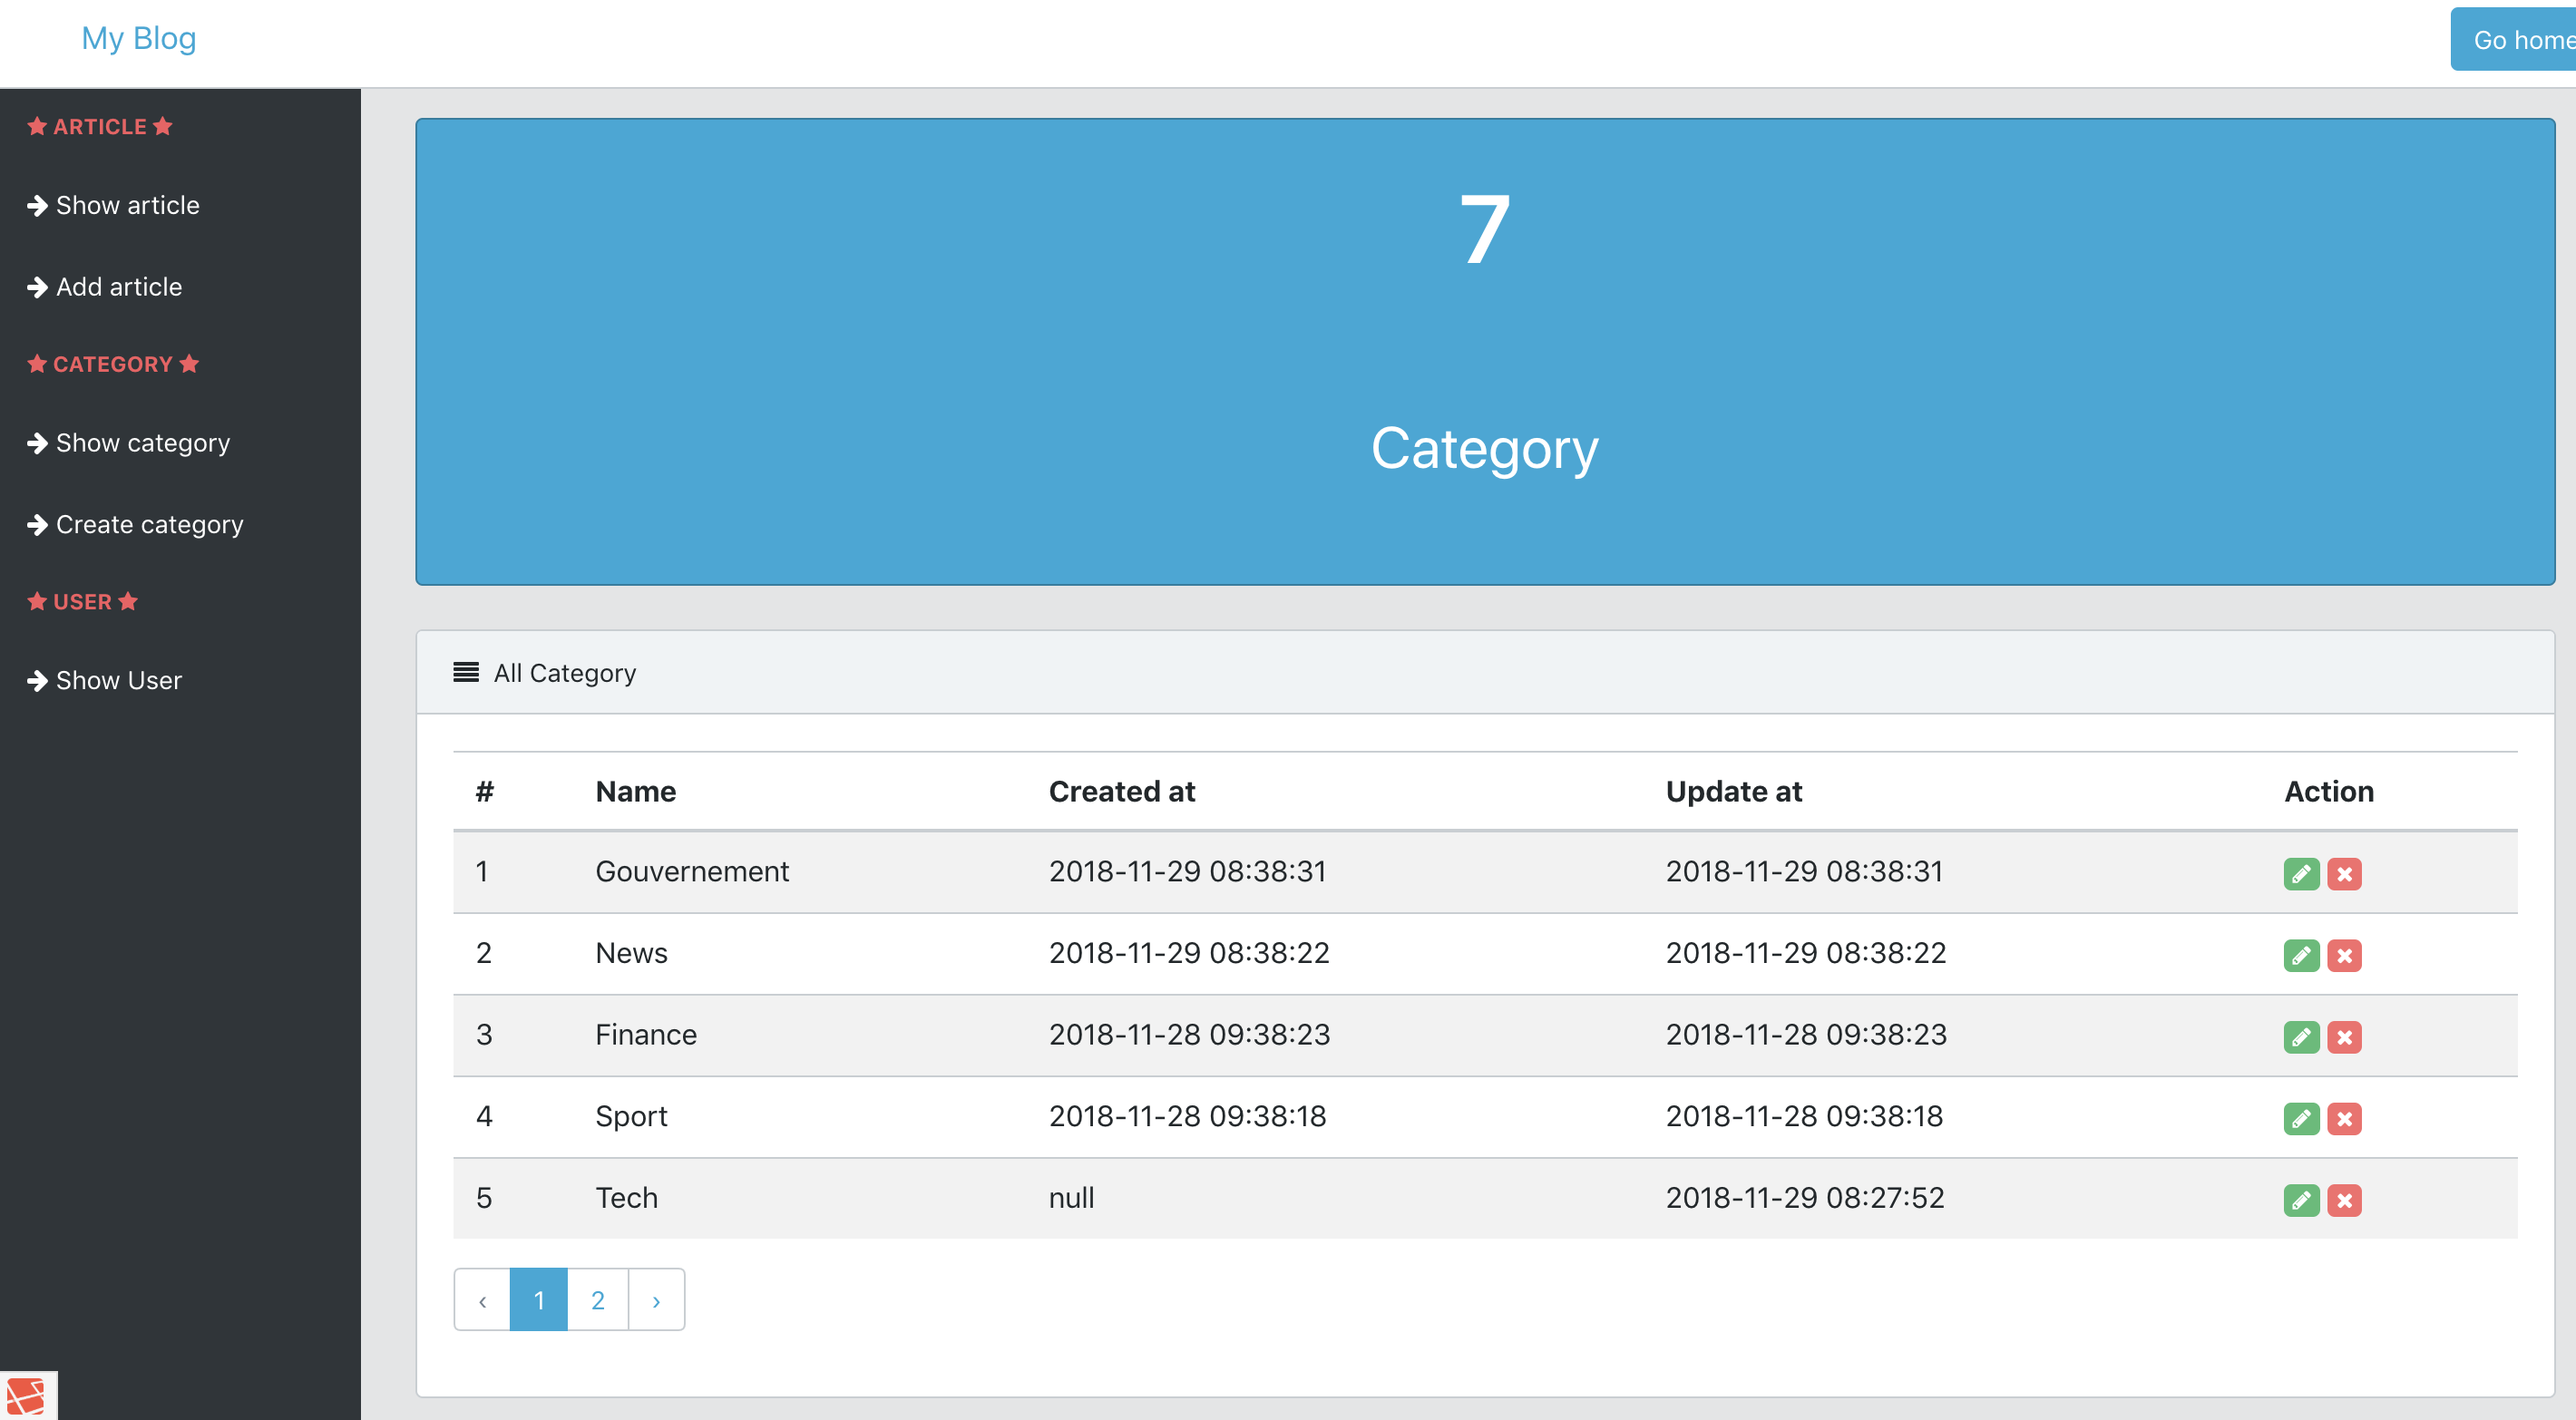 My Blog
Go home
ARTICLE
Show article
Add article
CATEGORY
Show category
Create category
USER
Show User
7
Category
All Category
# Name Created at Update at Action
1 Gouvernement 2018-11-29 08:38:31 2018-11-29 08:38:31
2 News 2018-11-29 08:38:22 2018-11-29 08:38:22
3 Finance 2018-11-28 09:38:23 2018-11-28 09:38:23
4 Sport 2018-11-28 09:38:18 2018-11-28 09:38:18
5 Tech null 2018-11-29 08:27:52
‹ 1 2 ›